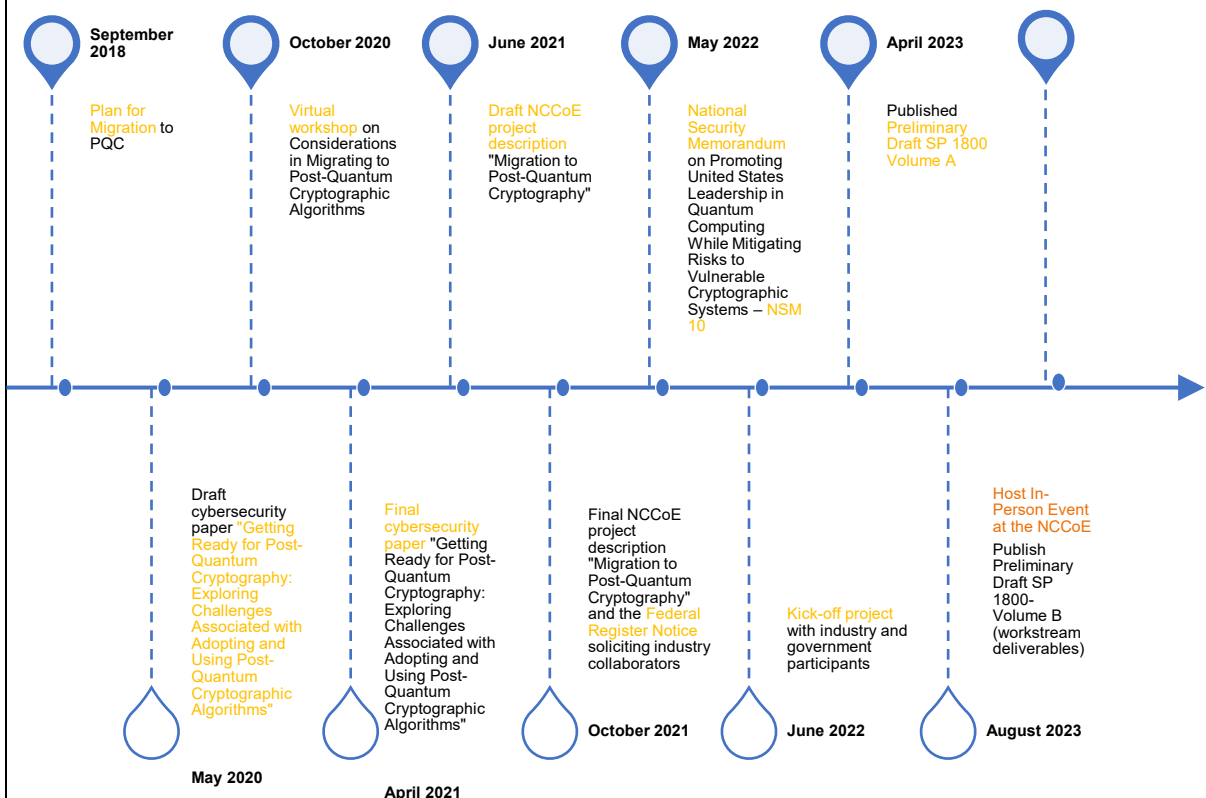 September
2018
Plan for
Migration to
PQC
October 2020
Virtual
workshop on
Considerations
in Migrating to
Post-Quantum
Cryptographic
Algorithms
June 2021
Draft NCCoE
project
description
"Migration to
Post-Quantum
Cryptography"
May 2022
National
Security
Memorandum
on Promoting
United States
Leadership in
Quantum
Computing
While Mitigating
Risks to
Vulnerable
Cryptographic
Systems – NSM
10
April 2023
Published
Preliminary
Draft SP 1800
Volume A
Draft
cybersecurity
paper "Getting
Ready for Post-
Quantum
Cryptography:
Exploring
Challenges
Associated with
Adopting and
Using Post-
Quantum
Cryptographic
Algorithms"
May 2020
Final
cybersecurity
paper "Getting
Ready for Post-
Quantum
Cryptography:
Exploring
Challenges
Associated with
Adopting and
Using Post-
Quantum
Cryptographic
Algorithms"
April 2021
Final NCCoE
project
description
"Migration to
Post-Quantum
Cryptography"
and the Federal
Register Notice
soliciting industry
collaborators
October 2021
Kick-off project
with industry and
government
participants
June 2022
Host In-
Person Event
at the NCCoE
Publish
Preliminary
Draft SP
1800-
Volume B
(workstream
deliverables)
August 2023